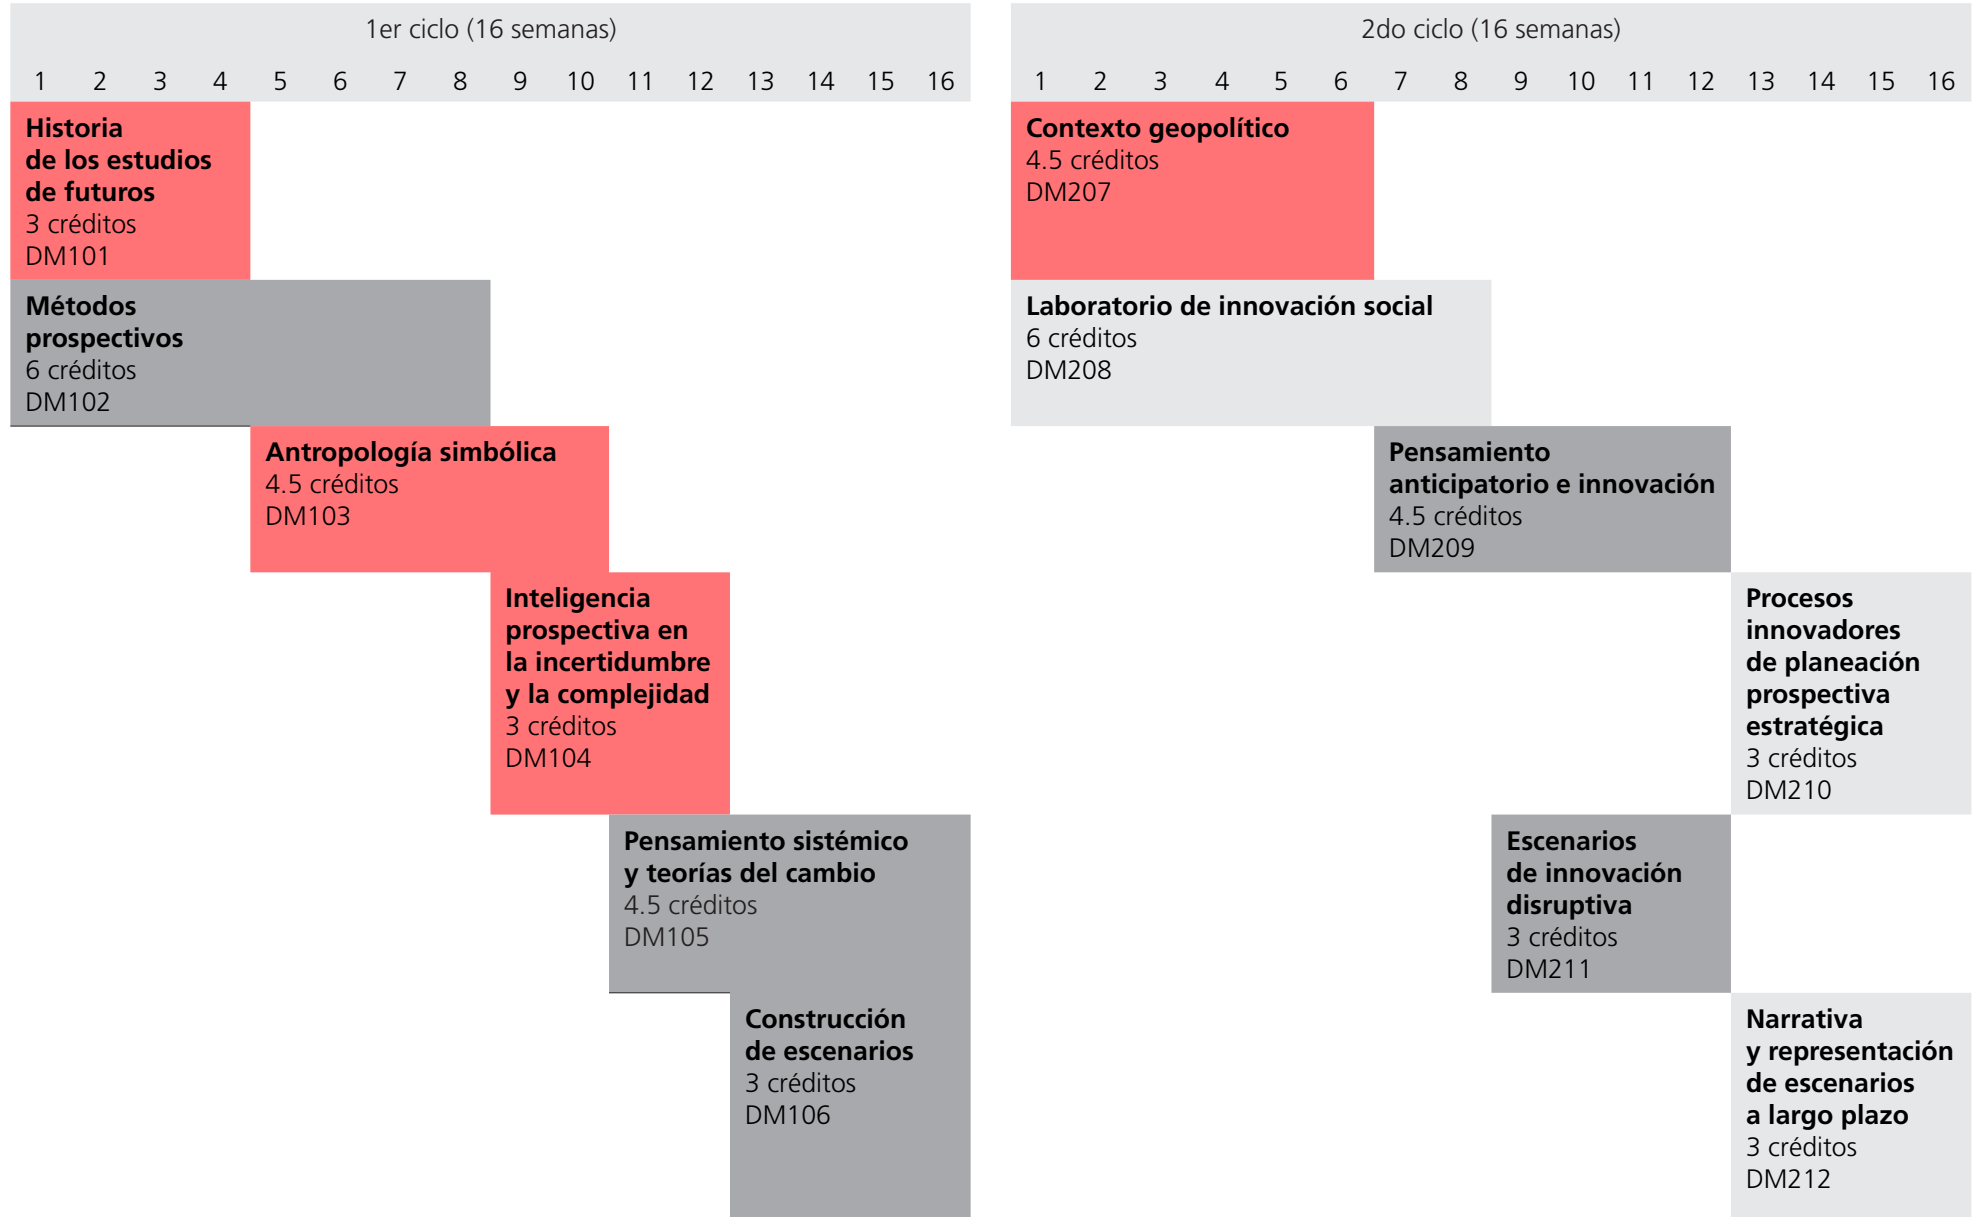 1er ciclo (16 semanas)
1 2 3 4 5 6 7 8 9 10 11 12 13 14 15 16
Historia
de los estudios
de futuros
3 créditos
DM101
Métodos
prospectivos
6 créditos
DM102
Antropología simbólica
4.5 créditos
DM103
Inteligencia
prospectiva en
la incertidumbre
y la complejidad
3 créditos
DM104
Pensamiento sistémico
y teorías del cambio
4.5 créditos
DM105
Construcción
de escenarios
3 créditos
DM106
2do ciclo (16 semanas)
1 2 3 4 5 6 7 8 9 10 11 12 13 14 15 16
Contexto geopolítico
4.5 créditos
DM207
Laboratorio de innovación social
6 créditos
DM208
Pensamiento
anticipatorio e innovación
4.5 créditos
DM209
Procesos
innovadores
de planeación
prospectiva
estratégica
3 créditos
DM210
Escenarios
de innovación
disruptiva
3 créditos
DM211
Narrativa
y representación
de escenarios
a largo plazo
3 créditos
DM212